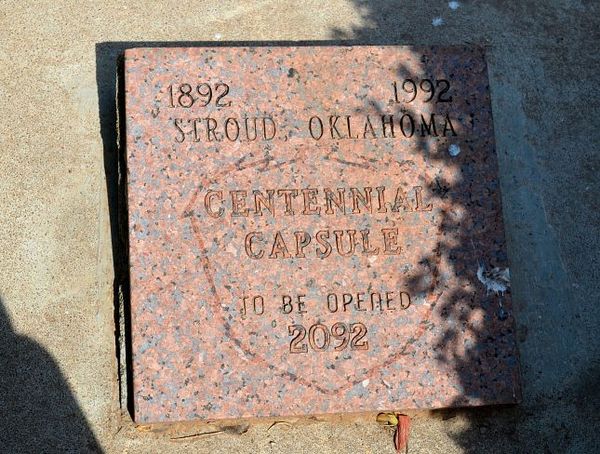 1892 1992
STROUD, OKLAHOMA
CENTENNIAL
CAPSULE
TO BE OPENED
2092